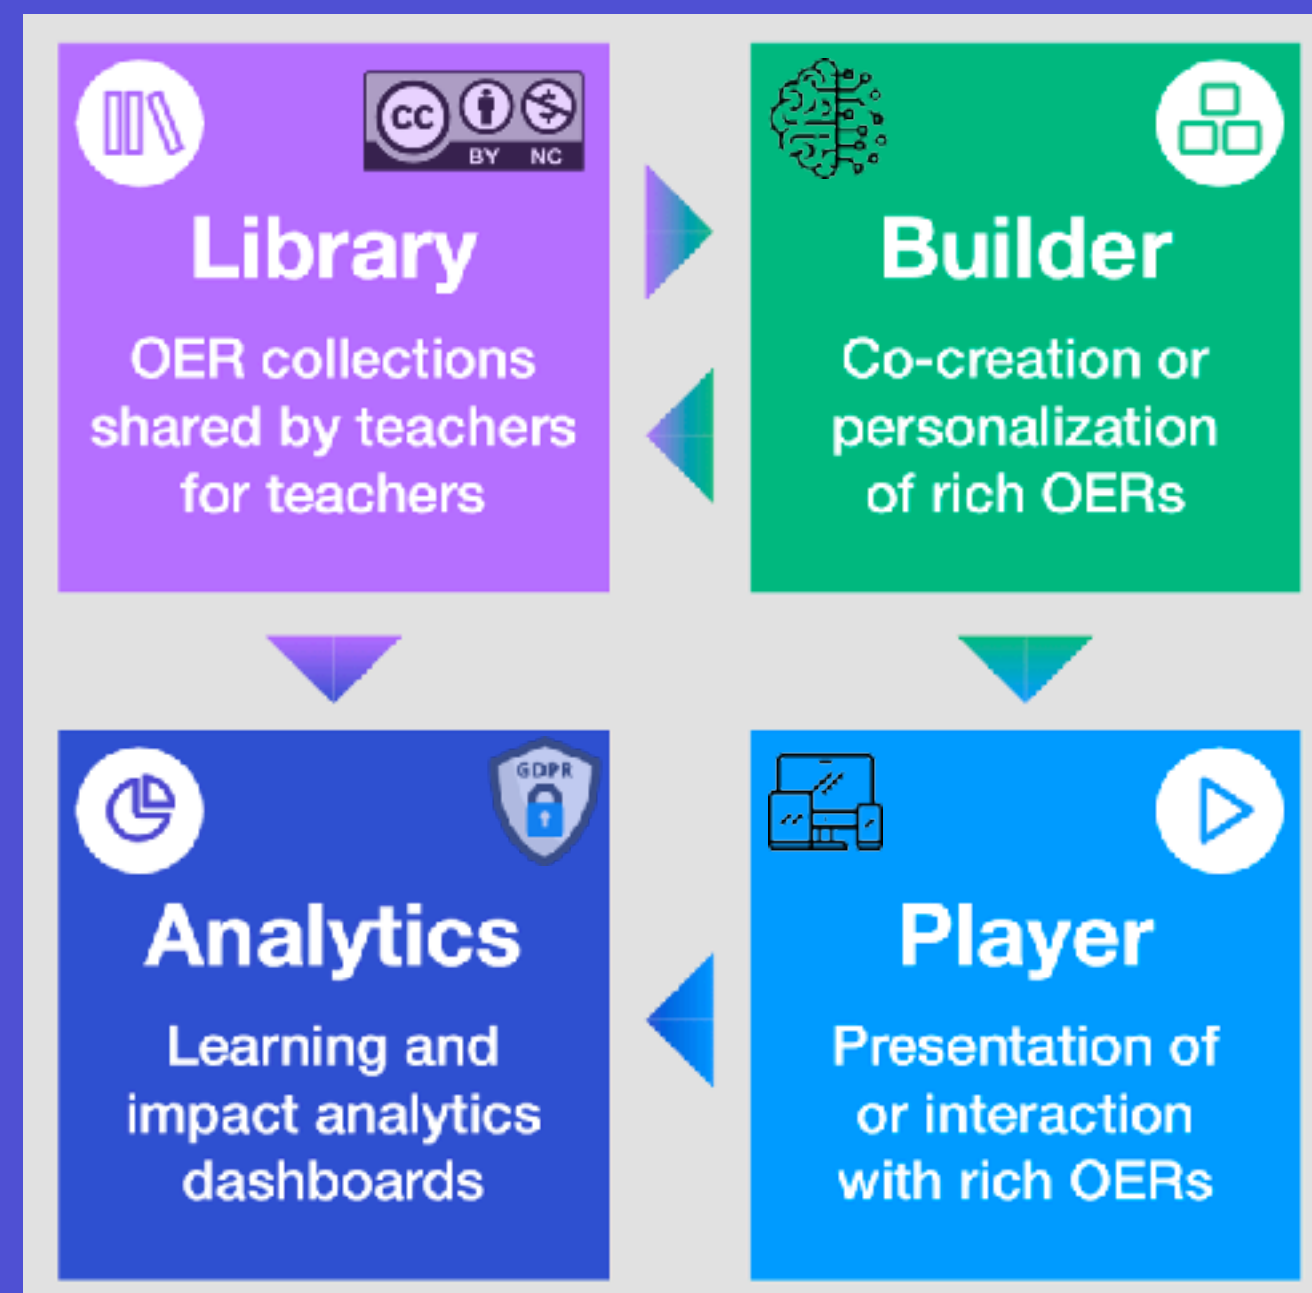 CC
BY NC
Library
OER collections
shared by teachers
for teachers
Builder
Co-creation or
personalization
of rich OERs
GDPR
Analytics
Learning and
impact analytics
dashboards
Player
Presentation of
or interaction
with rich OERs